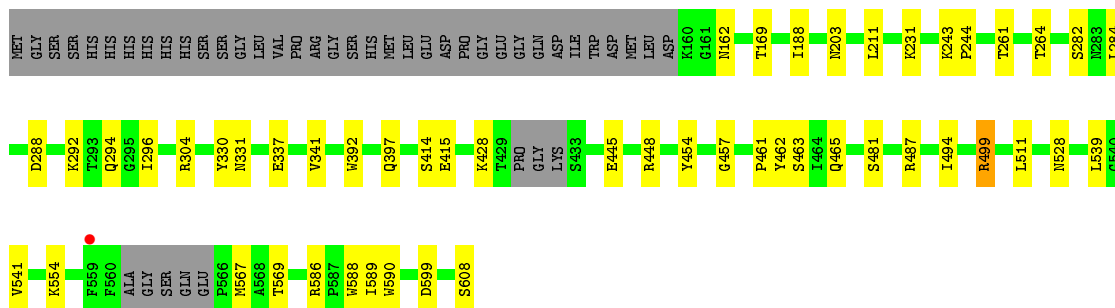 MET GLY SER SER HIS HIS HIS HIS HIS HIS SER SER GLY LEU VAL PRO ARG GLY SER HIS MET LEU GLU ASP PRO GLY GLU GLY GLN ASP ILE TRP ASP MET LEU ASP K160 G161 N162 T169 I188 N203 L211 K231 K243 P244 T261 T264 S282 N283
D288 K292 T293 Q294 G295 I296 R304 Y330 N331 E337 V341 W392 Q397 S414 E415 K428 T429 PRO GLY LYS S433 E445 R448 Y454 G457 P461 Y462 S463 I464 Q465 S481 R487 I494 R499 L511 N528 L539 G540
V541 K554 F559 F560 ALA GLY SER GLN GLU P566 M567 A568 T569 R586 P587 W588 I589 W590 D599 S608